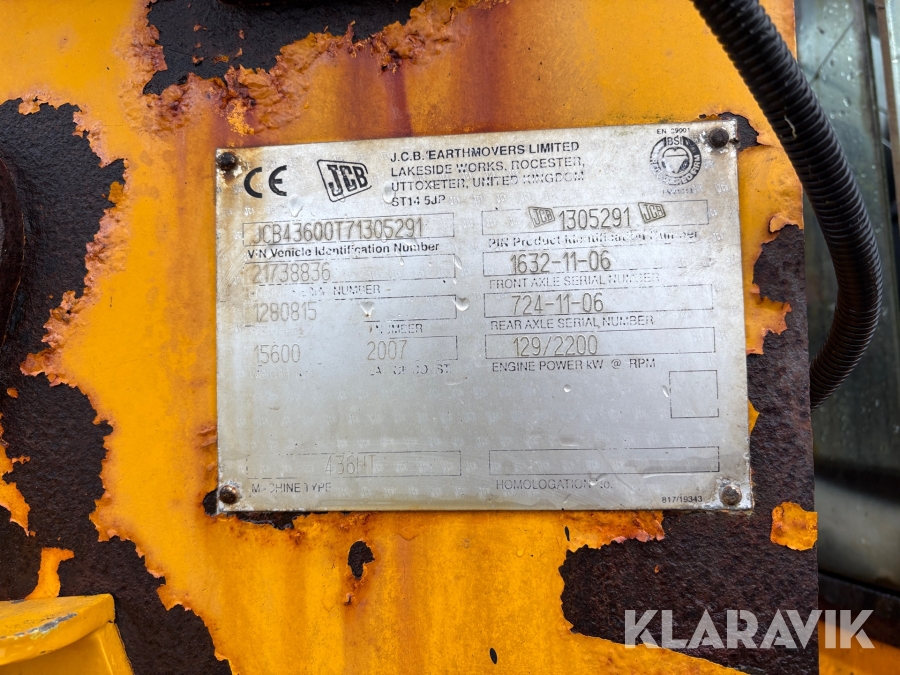 CE JCB J.C.B. EARTHMOVERS LIMITED
LAKESIDE WORKS, ROCESTER,
UTTOXETER, UNITED KINGDOM
ST14 5JP
BSI
JCB43600T71305291
Vehicle Identification Number
JCB 1305291 JCB
PIN Product Identification Number
21738836
NUMBER
1632-11-06
FRONT AXLE SERIAL NUMBER
1280815
724-11-06
REAR AXLE SERIAL NUMBER
15600 2007
129/2200
ENGINE POWER kW @ RPM
436HT
MACHINE TYPE
HOMOLOGATION
817/19343
KLARAVIK